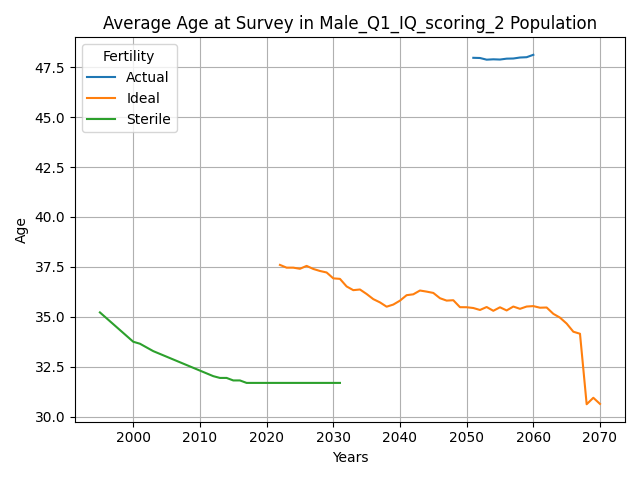 Average Age at Survey in Male_Q1_IQ_scoring_2 Population
Fertility
Actual
Ideal
Sterile
Age
47.5
45.0
42.5
40.0
37.5
35.0
32.5
30.0
2000
2010
2020
2030
2040
2050
2060
2070
Years